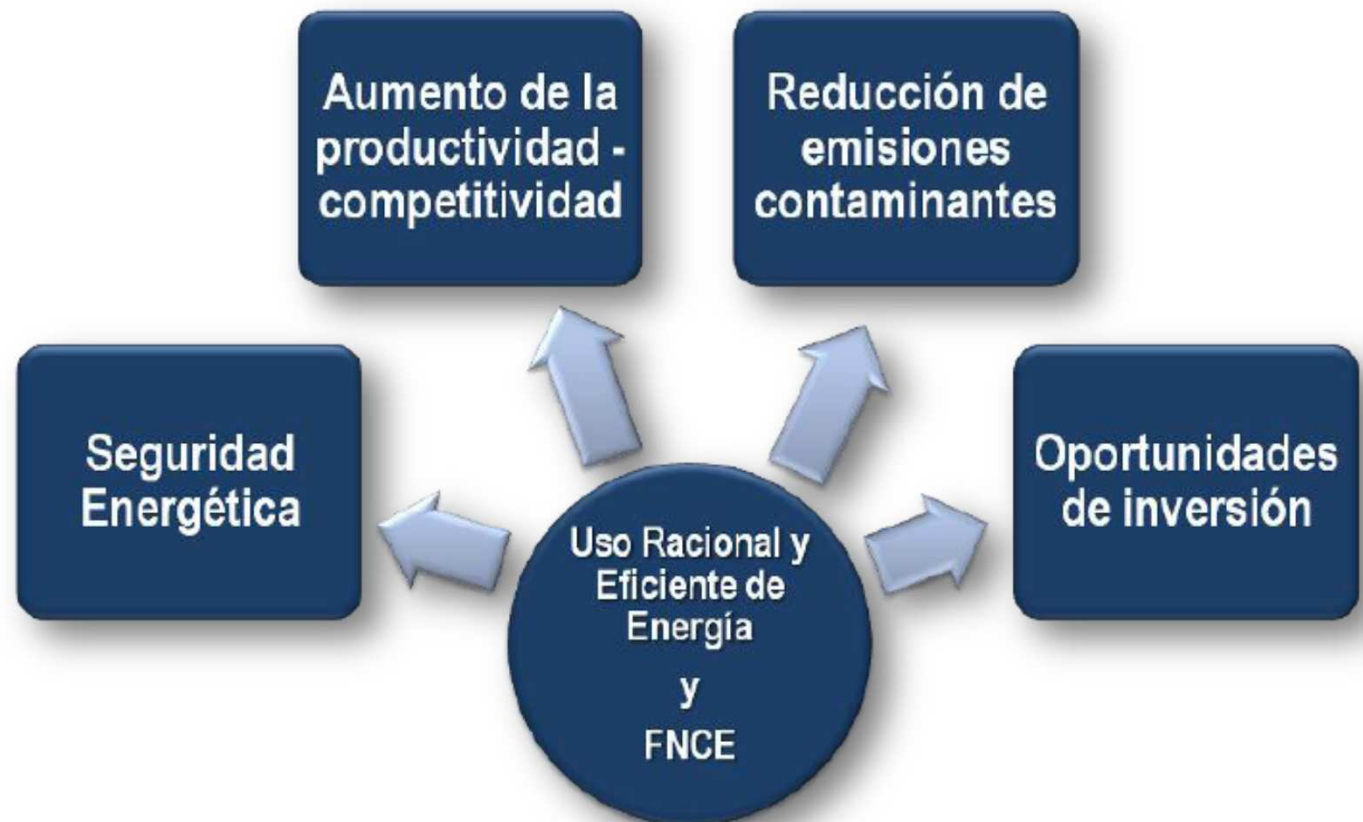 Aumento de la
productividad -
competitividad
Reducción de
emisiones
contaminantes
Seguridad
Energética
Oportunidades
de inversión
Uso Racional y
Eficiente de
Energía
y
FNCE